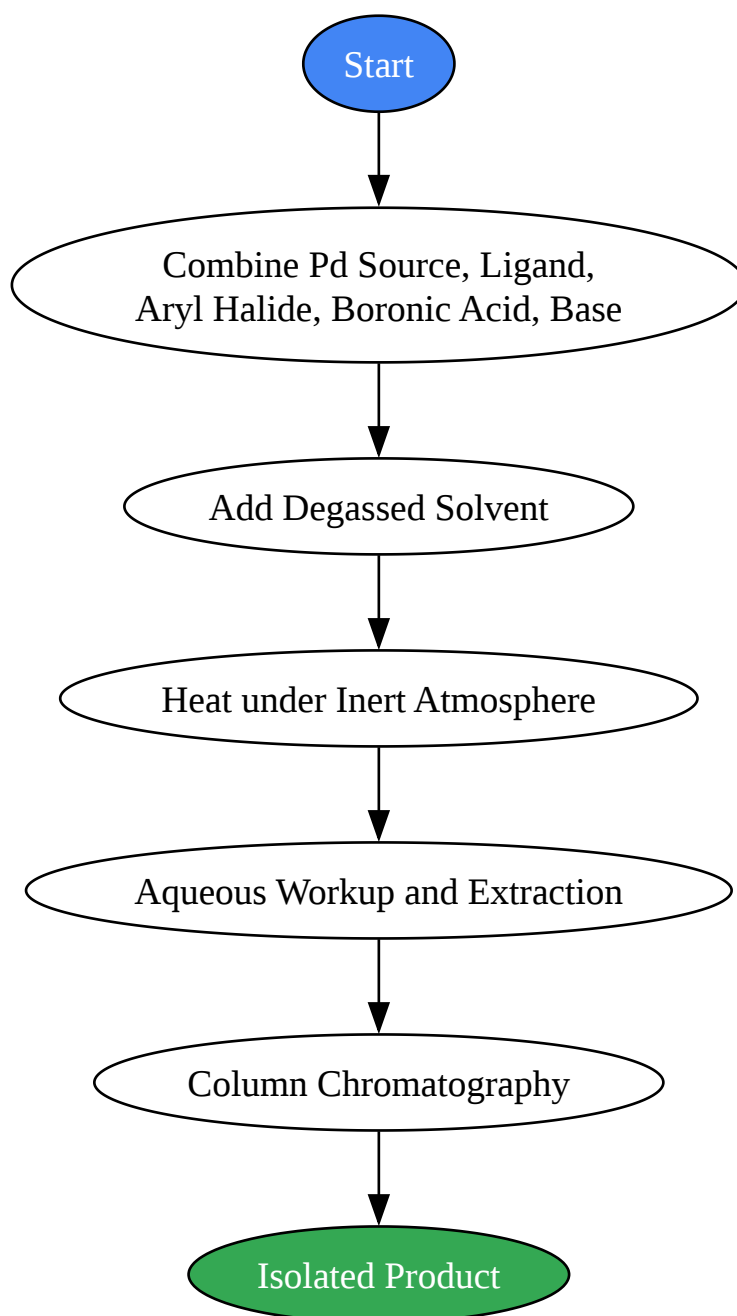 Start
Combine Pd Source, Ligand,
Aryl Halide, Boronic Acid, Base
Add Degassed Solvent
Heat under Inert Atmosphere
Aqueous Workup and Extraction
Column Chromatography
Isolated Product